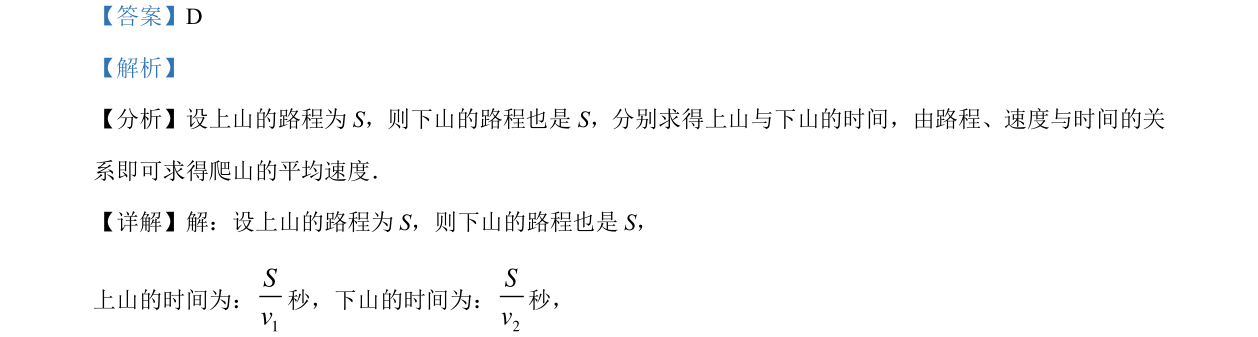 【答案】D
【解析】
【分析】设上山的路程为 S，则下山的路程也是 S，分别求得上山与下山的时间，由路程、速度与时间的关
系即可求得爬山的平均速度．
【详解】解：设上山的路程为 S，则下山的路程也是 S，
上山的时间为：$\frac{S}{v_1}$ 秒，下山的时间为：$\frac{S}{v_2}$ 秒，